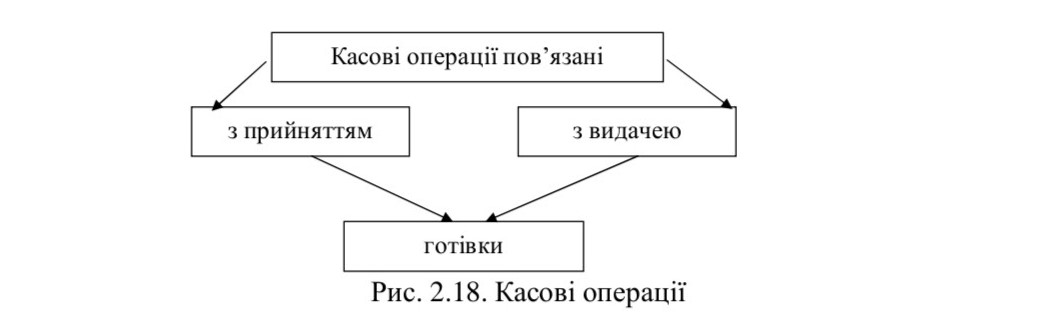 Касові операції пов’язані
з прийняттям
з видачею
готівки
Рис. 2.18. Касові операції